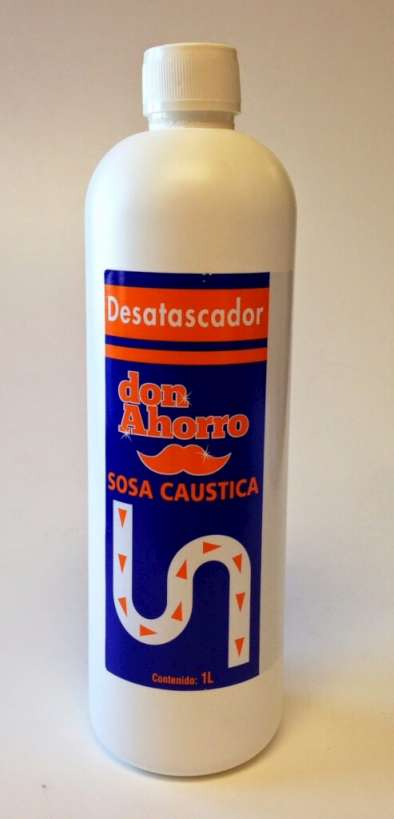 Desatascador
don
Ahorro
SOSA CAUSTICA
Contenido: 1L